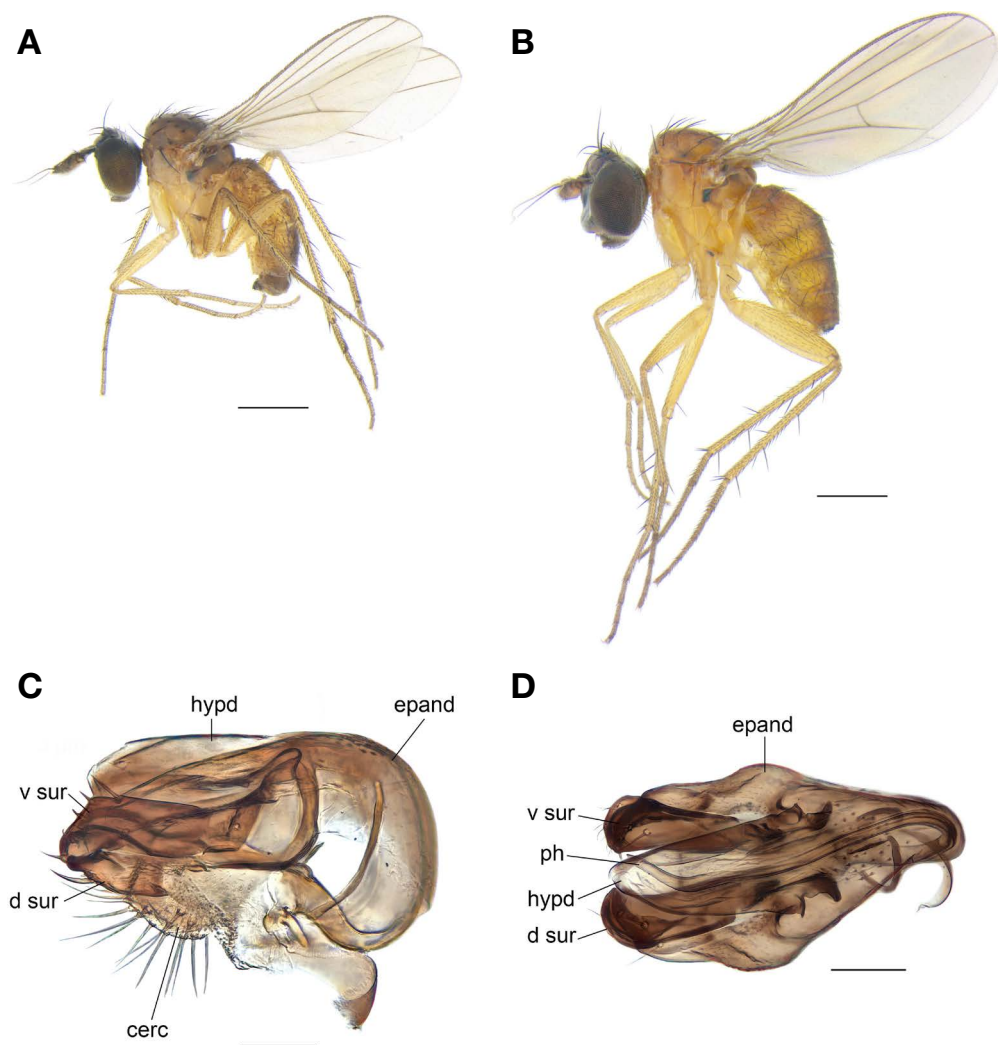 A
B
C
hypd
epand
v sur
d sur
cerc
D
epand
v sur
ph
hypd
d sur